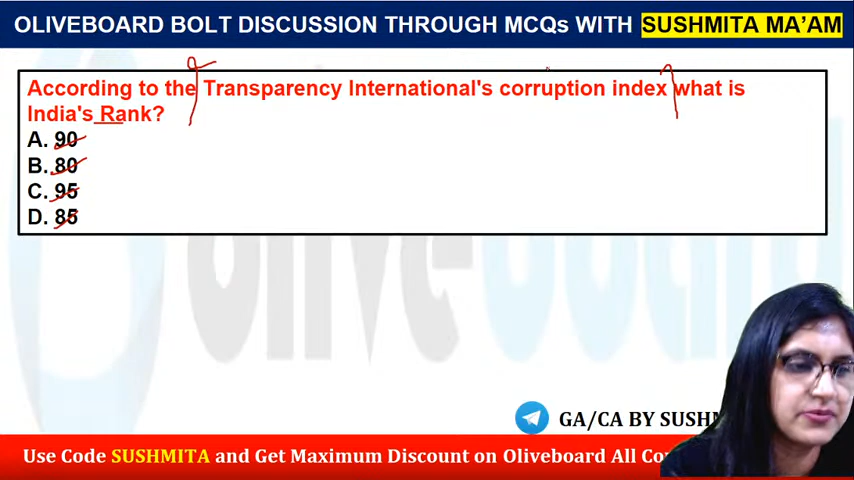 OLIVEBOARD BOLT DISCUSSION THROUGH MCQs WITH SUSHMITA MA’AM
According to the Transparency International's corruption index what is
India's Rank?
A. 90
B. 80
C. 95
D. 85
oliveboard
GA/CA BY SUSHM
Use Code SUSHMITA and Get Maximum Discount on Oliveboard All Co